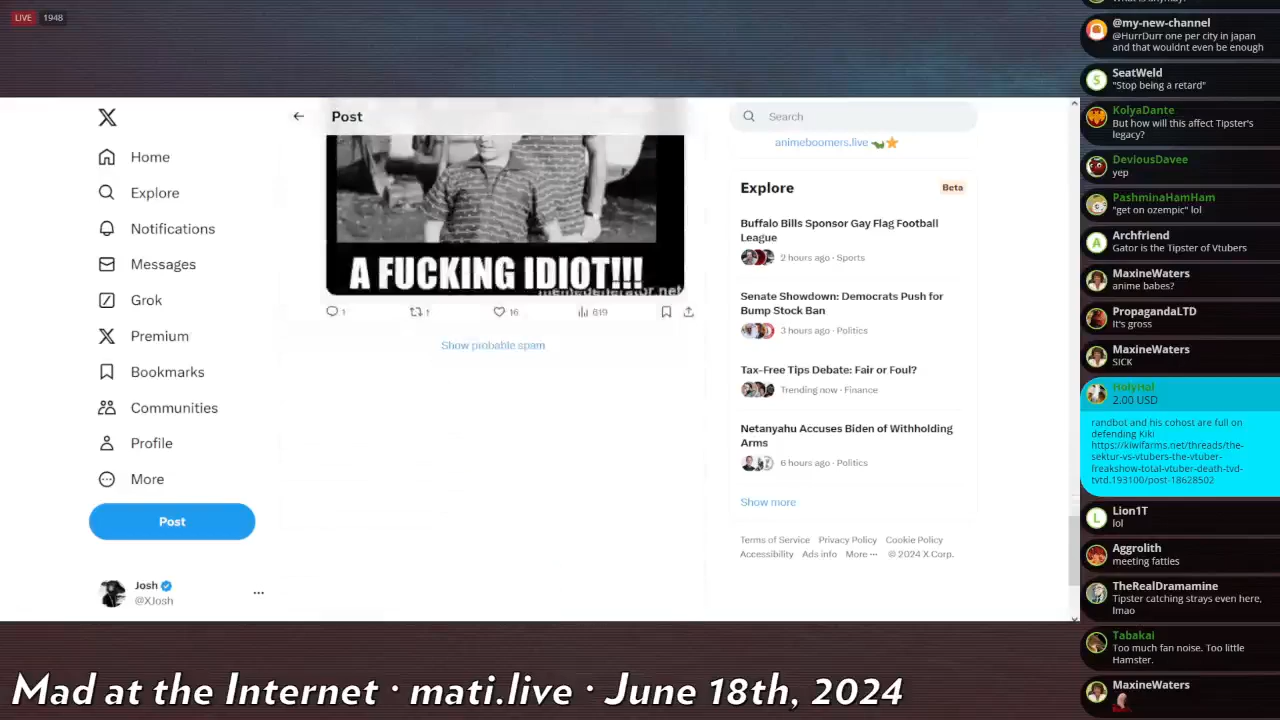 LIVE 1948
Home
Explore
Notifications
Messages
Grok
Premium
Bookmarks
Communities
Profile
More
Post
Josh
@XJosh
Post
A FUCKING IDIOT!!!
memegenerator.net
1 1 16 619
Show probable spam
Search
animeboomers.live
Explore Beta
Buffalo Bills Sponsor Gay Flag Football
League
2 hours ago · Sports
Senate Showdown: Democrats Push for
Bump Stock Ban
3 hours ago · Politics
Tax-Free Tips Debate: Fair or Foul?
Trending now · Finance
Netanyahu Accuses Biden of Withholding
Arms
6 hours ago · Politics
Show more
Terms of Service Privacy Policy Cookie Policy
Accessibility Ads info More ··· © 2024 X Corp.
@my-new-channel
@HurrDurr one per city in japan
and that wouldnt even be enough
SeatWeld
"Stop being a retard"
KolyaDante
But how will this affect Tipster's
legacy?
DeviousDavee
yep
PashminaHamHam
"get on ozempic" lol
Archfriend
Gator is the Tipster of Vtubers
MaxineWaters
anime babes?
PropagandaLTD
It's gross
MaxineWaters
SICK
HolyHal
2.00 USD
randbot and his cohost are full on
defending Kiki
https://kiwifarms.net/threads/the-
sektur-vs-vtubers-the-vtuber-
freakshow-total-vtuber-death-tvd-
tvtd.193100/post-18628502
Lion1T
lol
Aggrolith
meeting fatties
TheRealDramamine
Tipster catching strays even here,
lmao
Tabakai
Too much fan noise. Too little
Hamster.
MaxineWaters
Mad at the Internet · mati.live · June 18th, 2024